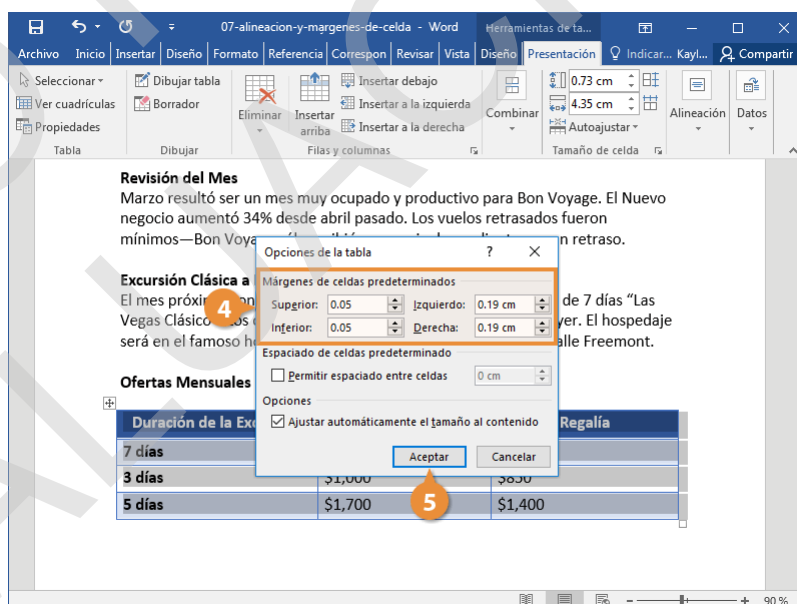 07-alineacion-y-margenes-de-celda - Word
Herramientas de ta...
Archivo Inicio Insertar Diseño Formato Referencia Correspon Revisar Vista Diseño Presentación Indicar... Kayl... Compartir
Seleccionar
Ver cuadrículas
Propiedades
Tabla
Dibujar tabla
Borrador
Dibujar
Eliminar
Insertar arriba
Insertar debajo
Insertar a la izquierda
Insertar a la derecha
Filas y columnas
Combinar
0.73 cm
4.35 cm
Autoajustar
Tamaño de celda
Alineación
Datos
Revisión del Mes
Marzo resultó ser un mes muy ocupado y productivo para Bon Voyage. El Nuevo
negocio aumentó 34% desde abril pasado. Los vuelos retrasados fueron
mínimos—Bon Voya n retraso.
Excursión Clásica a
El mes próxi de 7 días “Las
Vegas Clásico yer. El hospedaje
será en el famoso h alle Freemont.
Ofertas Mensuales
Opciones de la tabla ?
Márgenes de celdas predeterminados
Superior: 0.05 Izquierdo: 0.19 cm
Inferior: 0.05 Derecha: 0.19 cm
Espaciado de celdas predeterminado
Permitir espaciado entre celdas 0 cm
Opciones
Ajustar automáticamente el tamaño al contenido
Aceptar Cancelar
4
5
Duración de la Exc Regalía
7 días
3 días $1,000 $850
5 días $1,700 $1,400
90 %